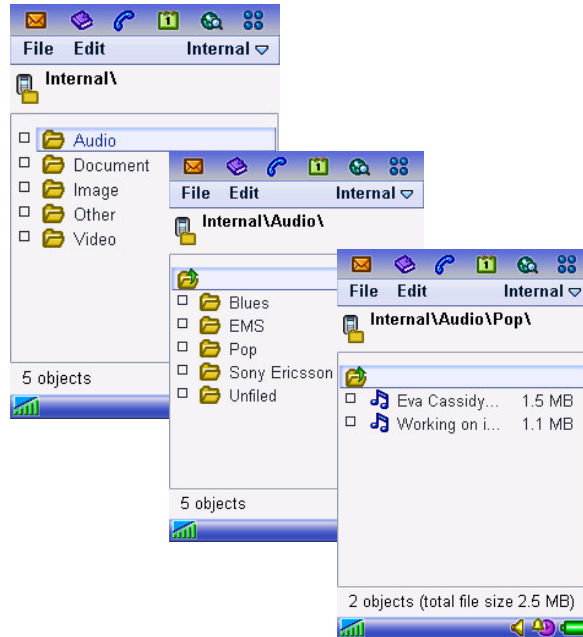 File Edit Internal
Internal\
Audio
Document
Image
Other
Video
5 objects
1
File Edit Internal
Internal\Audio\
Blues
EMS
Pop
Sony Ericsson
Unfiled
5 objects
1
File Edit Internal
Internal\Audio\Pop\
Eva Cassidy... 1.5 MB
Working on i... 1.1 MB
2 objects (total file size 2.5 MB)